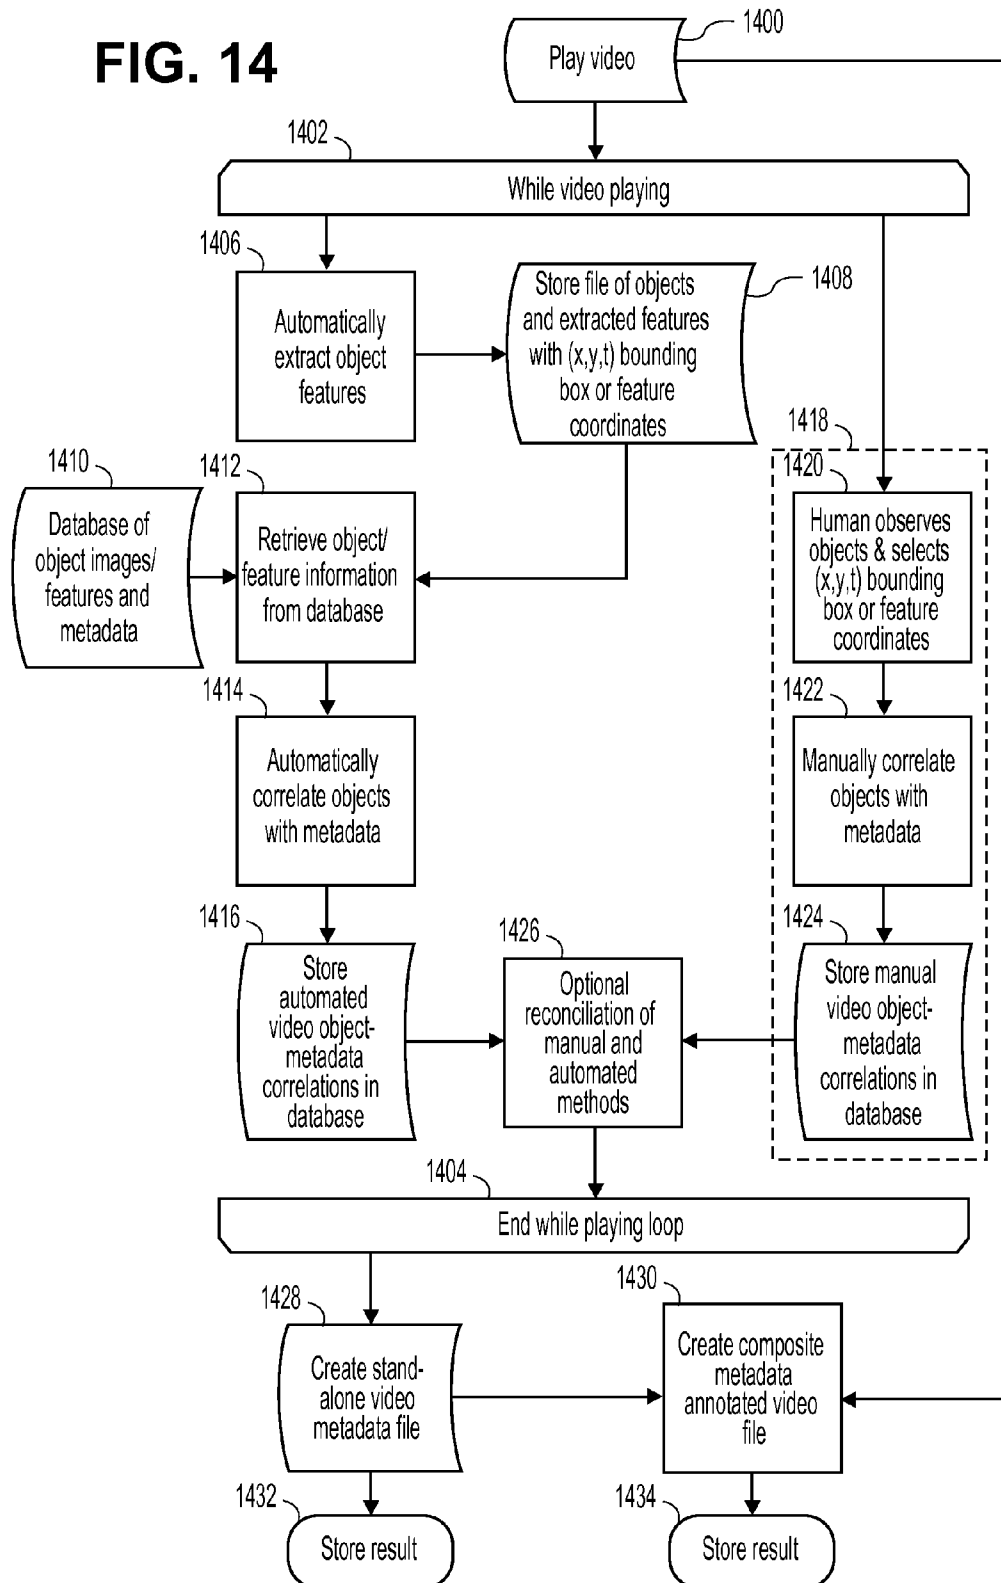 FIG. 14
1400
Play video
1402
While video playing
1406
Automatically
extract object
features
1408
Store file of objects
and extracted features
with (x,y,t) bounding
box or feature
coordinates
1410
Database of
object images/
features and
metadata
1412
Retrieve object/
feature information
from database
1418
1420
Human observes
objects & selects
(x,y,t) bounding
box or feature
coordinates
1414
Automatically
correlate objects
with metadata
1422
Manually correlate
objects with
metadata
1416
Store
automated
video object-
metadata
correlations in
database
1426
Optional
reconciliation of
manual and
automated
methods
1424
Store manual
video object-
metadata
correlations in
database
1404
End while playing loop
1428
Create stand-
alone video
metadata file
1430
Create composite
metadata
annotated video
file
1432
Store result
1434
Store result